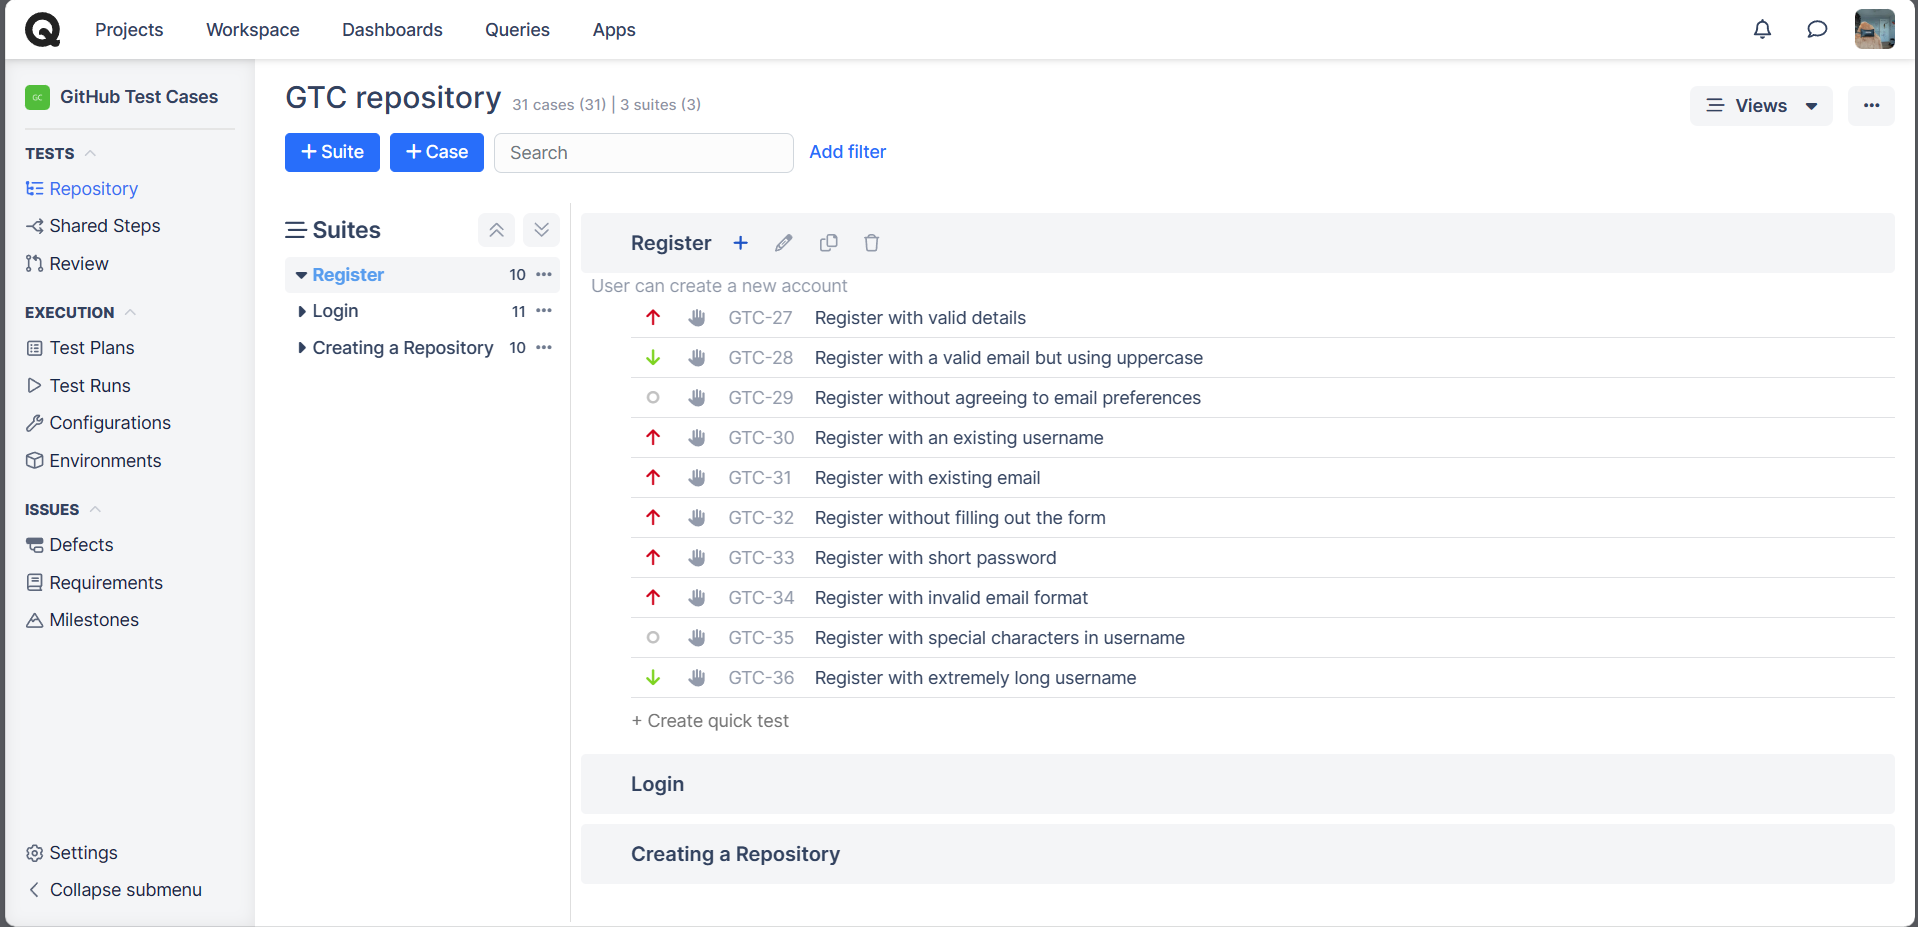 Projects Workspace Dashboards Queries Apps
GC GitHub Test Cases
TESTS
Repository
Shared Steps
Review
EXECUTION
Test Plans
Test Runs
Configurations
Environments
ISSUES
Defects
Requirements
Milestones
Settings
Collapse submenu
GTC repository 31 cases (31) | 3 suites (3)
Views
+ Suite + Case Search Add filter
Suites
Register 10
Login 11
Creating a Repository 10
Register
User can create a new account
GTC-27 Register with valid details
GTC-28 Register with a valid email but using uppercase
GTC-29 Register without agreeing to email preferences
GTC-30 Register with an existing username
GTC-31 Register with existing email
GTC-32 Register without filling out the form
GTC-33 Register with short password
GTC-34 Register with invalid email format
GTC-35 Register with special characters in username
GTC-36 Register with extremely long username
+ Create quick test
Login
Creating a Repository